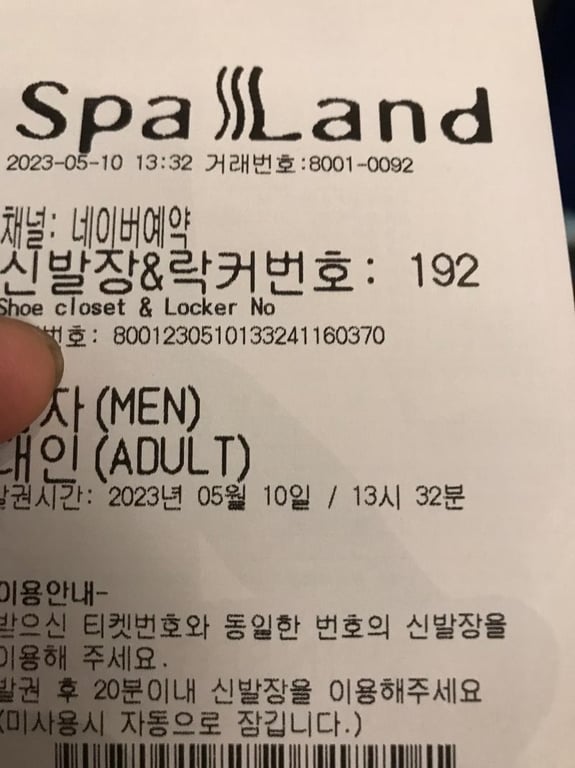 Spa Land
2023-05-10 13:32 거래번호:8001-0092
채널: 네이버예약
신발장&락커번호: 192
Shoe closet & Locker No
번호: 8001230510133241160370
자(MEN)
대인(ADULT)
발권시간: 2023년 05월 10일 / 13시 32분
이용안내-
받으신 티켓번호와 동일한 번호의 신발장을
이용해 주세요.
발권 후 20분이내 신발장을 이용해주세요
(미사용시 자동으로 잠깁니다.)